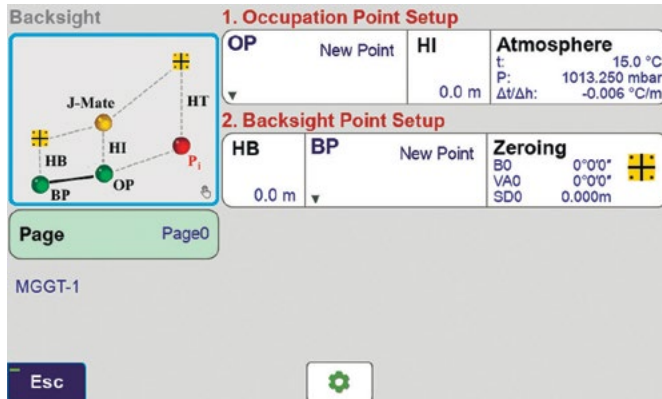 Backsight
J-Mate
HT
HB
HI
BP
OP
Pi
Page Page0
MGGT-1
Esc
1. Occupation Point Setup
OP New Point
HI
0.0 m
Atmosphere
t: 15.0 °C
P: 1013.250 mbar
Δt/Δh: -0.006 °C/m
2. Backsight Point Setup
HB
0.0 m
BP New Point
Zeroing
B0 0°0'0"
VA0 0°0'0"
SD0 0.000m